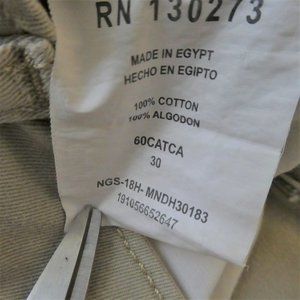 RN 130273
MADE IN EGYPT
HECHO EN EGIPTO
100% COTTON
100% ALGODON
60CATCA
30
NGS-18H-MNDH30183
191056652647